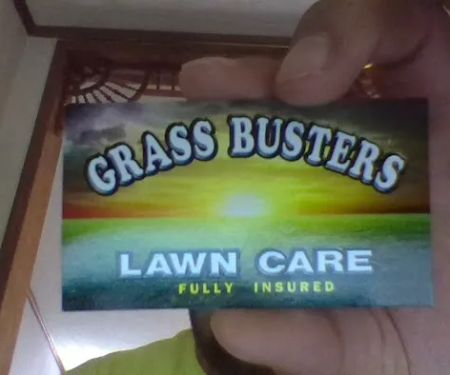 GRASS BUSTERS
LAWN CARE
FULLY INSURED